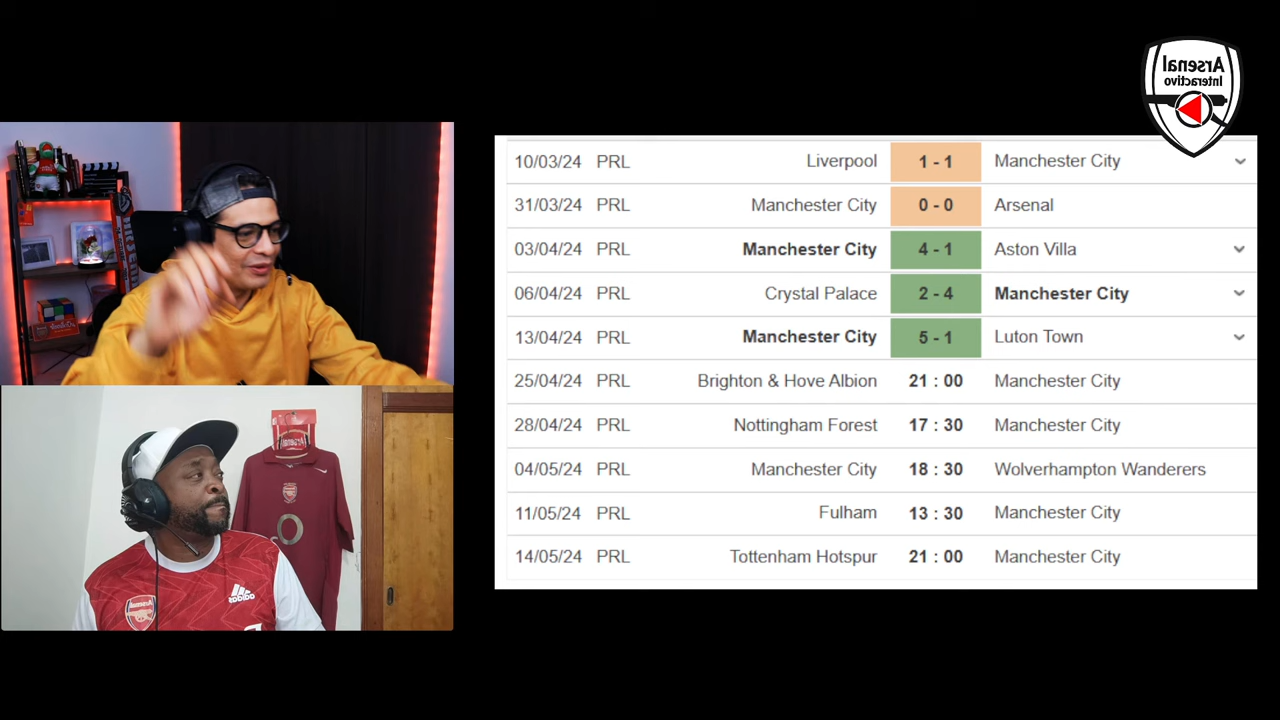 Arsenal
Interactivo
10/03/24 PRL Liverpool 1 - 1 Manchester City
31/03/24 PRL Manchester City 0 - 0 Arsenal
03/04/24 PRL Manchester City 4 - 1 Aston Villa
06/04/24 PRL Crystal Palace 2 - 4 Manchester City
13/04/24 PRL Manchester City 5 - 1 Luton Town
25/04/24 PRL Brighton & Hove Albion 21 : 00 Manchester City
28/04/24 PRL Nottingham Forest 17 : 30 Manchester City
04/05/24 PRL Manchester City 18 : 30 Wolverhampton Wanderers
11/05/24 PRL Fulham 13 : 30 Manchester City
14/05/24 PRL Tottenham Hotspur 21 : 00 Manchester City
Arsenal
adidas
Arsenal